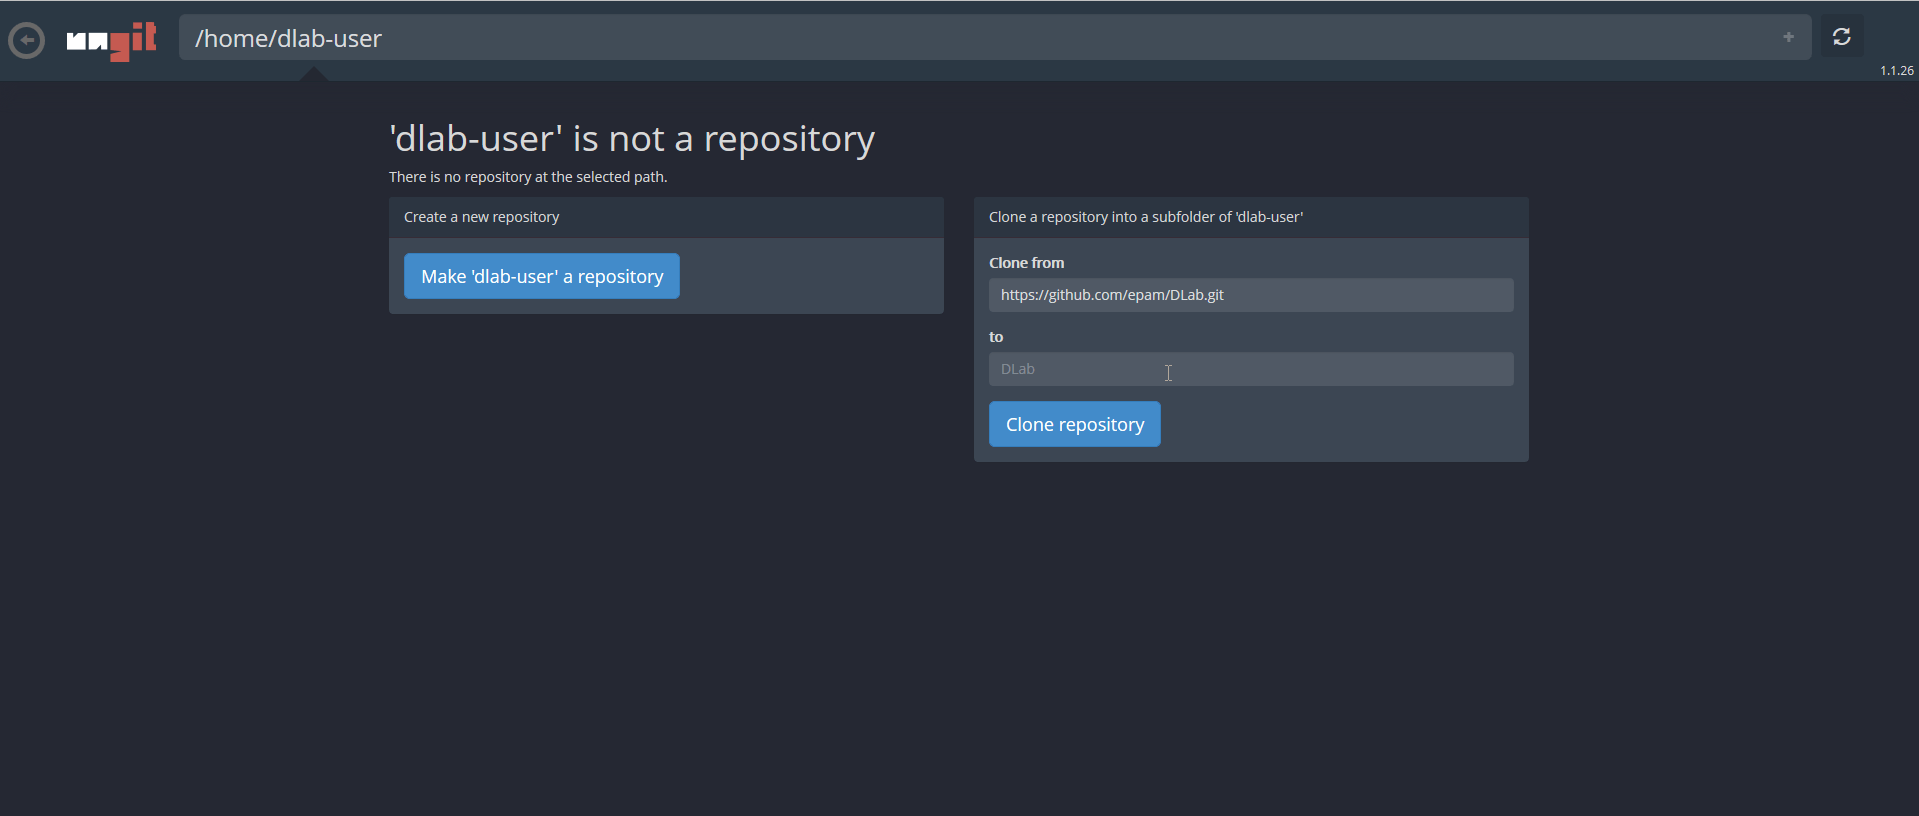 ungit
/home/dlab-user
+
1.1.26
'dlab-user' is not a repository
There is no repository at the selected path.
Create a new repository
Make 'dlab-user' a repository
Clone a repository into a subfolder of 'dlab-user'
Clone from
https://github.com/epam/DLab.git
to
DLab
Clone repository